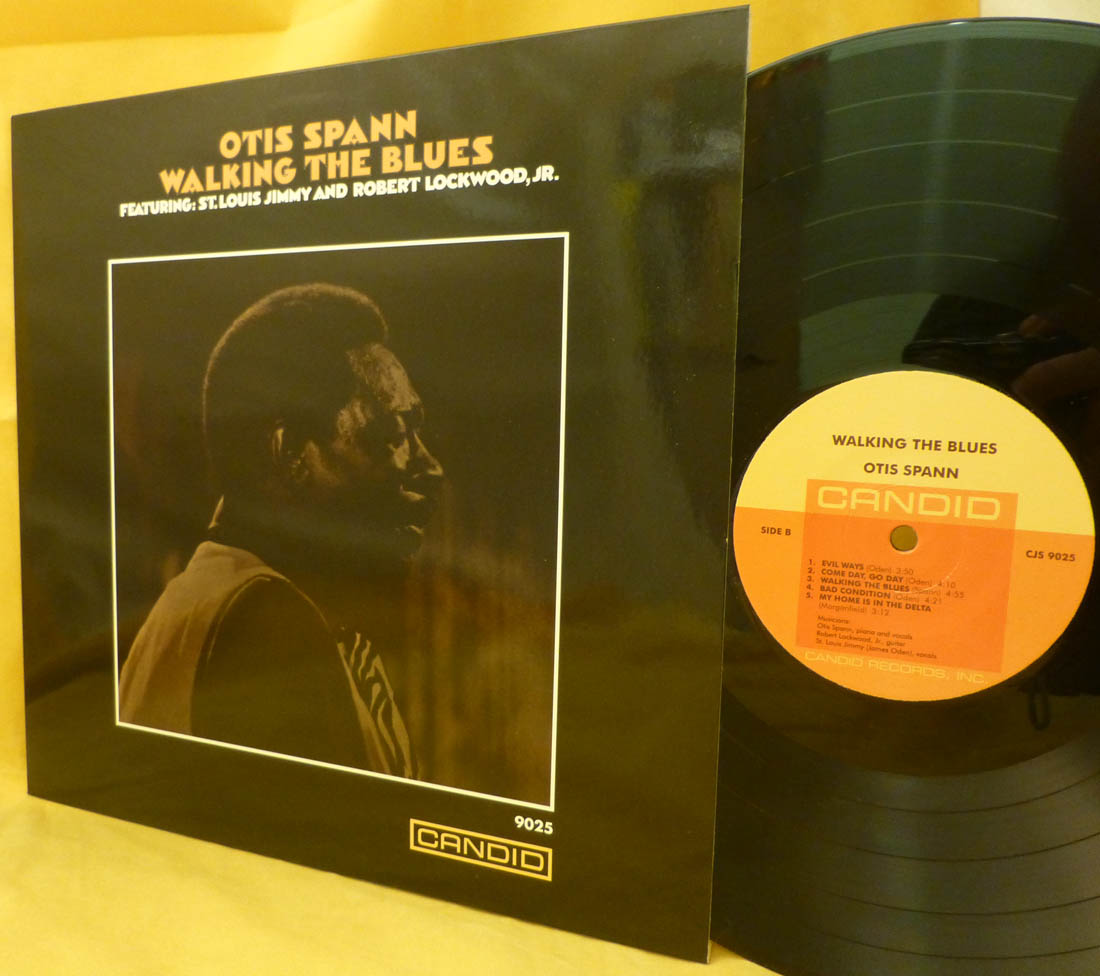 OTIS SPANN
WALKING THE BLUES
FEATURING: ST. LOUIS JIMMY AND ROBERT LOCKWOOD, JR.
9025
CANDID
WALKING THE BLUES
OTIS SPANN
CANDID
SIDE B
CJS 9025
1. EVIL WAYS (Oden) 3:50
2. COME DAY, GO DAY (Oden) 4:10
3. WALKING THE BLUES (Spann) 4:55
4. BAD CONDITION (Oden) 4:21
5. MY HOME IS IN THE DELTA
(Morganfield) 3:12
Musicians:
Otis Spann, piano and vocals
Robert Lockwood, Jr., guitar
St. Louis Jimmy (James Oden), vocals
CANDID RECORDS, INC.